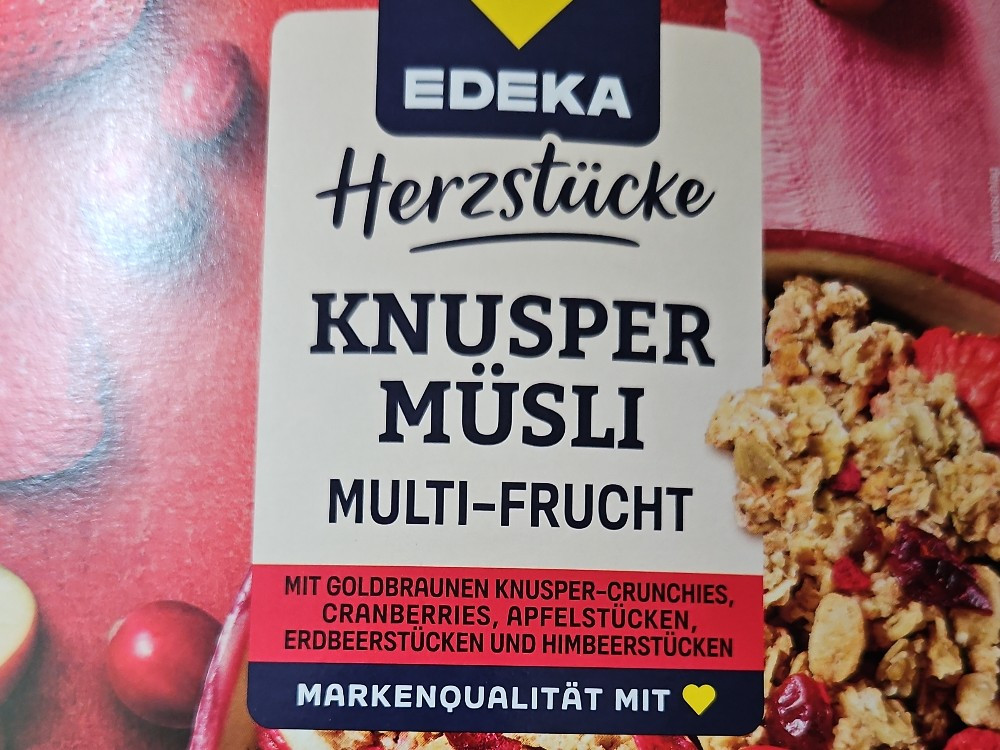 EDEKA
Herzstücke
KNUSPER
MÜSLI
MULTI-FRUCHT
MIT GOLDBRAUNEN KNUSPER-CRUNCHIES,
CRANBERRIES, APFELSTÜCKEN,
ERDBEERSTÜCKEN UND HIMBEERSTÜCKEN
MARKENQUALITÄT MIT